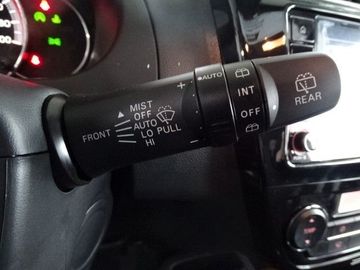 AUTO
INT
OFF
REAR
MIST
OFF
AUTO
FRONT LO PULL
HI